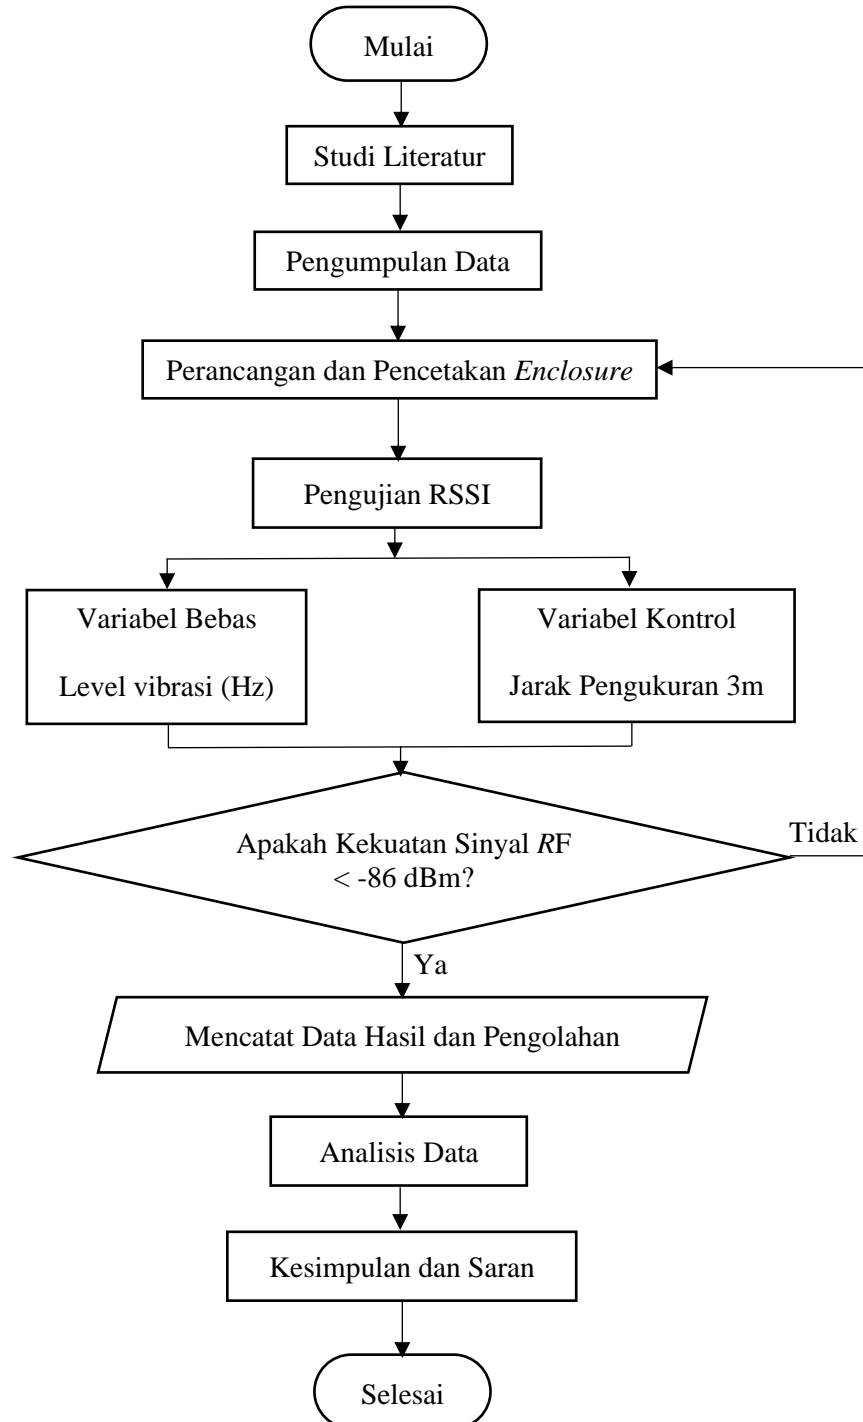 Mulai
Studi Literatur
Pengumpulan Data
Perancangan dan Pencetakan Enclosure
Pengujian RSSI
Variabel Bebas
Level vibrasi (Hz)
Variabel Kontrol
Jarak Pengukuran 3m
Apakah Kekuatan Sinyal RF
< -86 dBm?
Tidak
Ya
Mencatat Data Hasil dan Pengolahan
Analisis Data
Kesimpulan dan Saran
Selesai